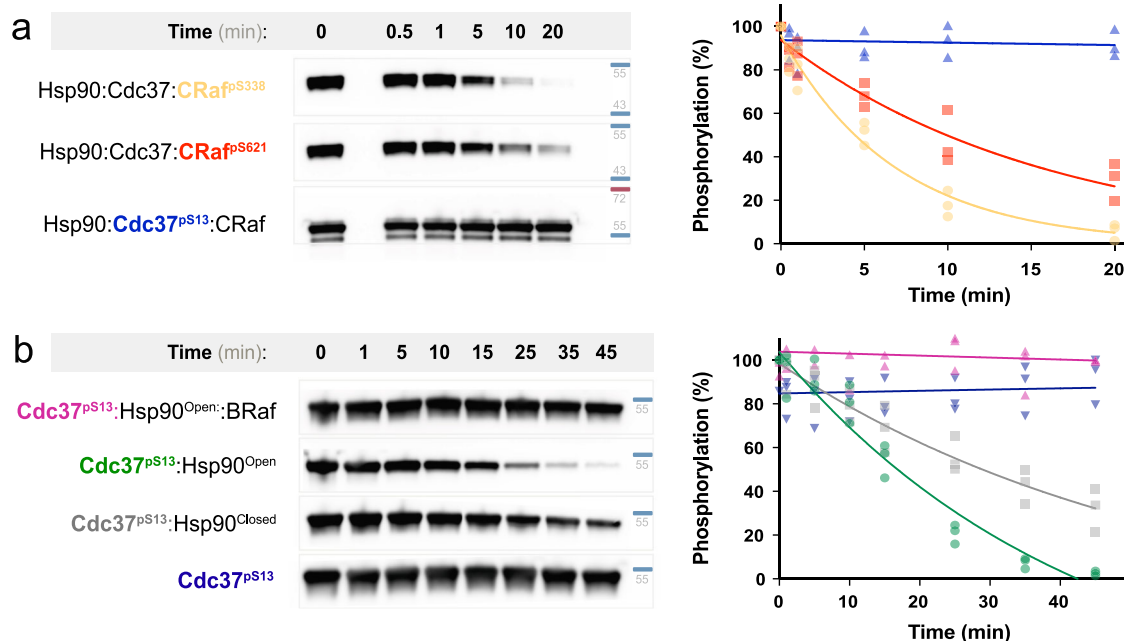 a
Time (min): 0 0.5 1 5 10 20
Hsp90:Cdc37:CRaf^pS338
55
43
Hsp90:Cdc37:CRaf^pS621
55
43
Hsp90:Cdc37^pS13:CRaf
72
55
Phosphorylation (%)
100
80
60
40
20
0
0 5 10 15 20
Time (min)
b
Time (min): 0 1 5 10 15 25 35 45
Cdc37^pS13:Hsp90^Open::BRaf
55
Cdc37^pS13:Hsp90^Open
55
Cdc37^pS13:Hsp90^Closed
55
Cdc37^pS13
55
Phosphorylation (%)
100
80
60
40
20
0
0 10 20 30 40
Time (min)